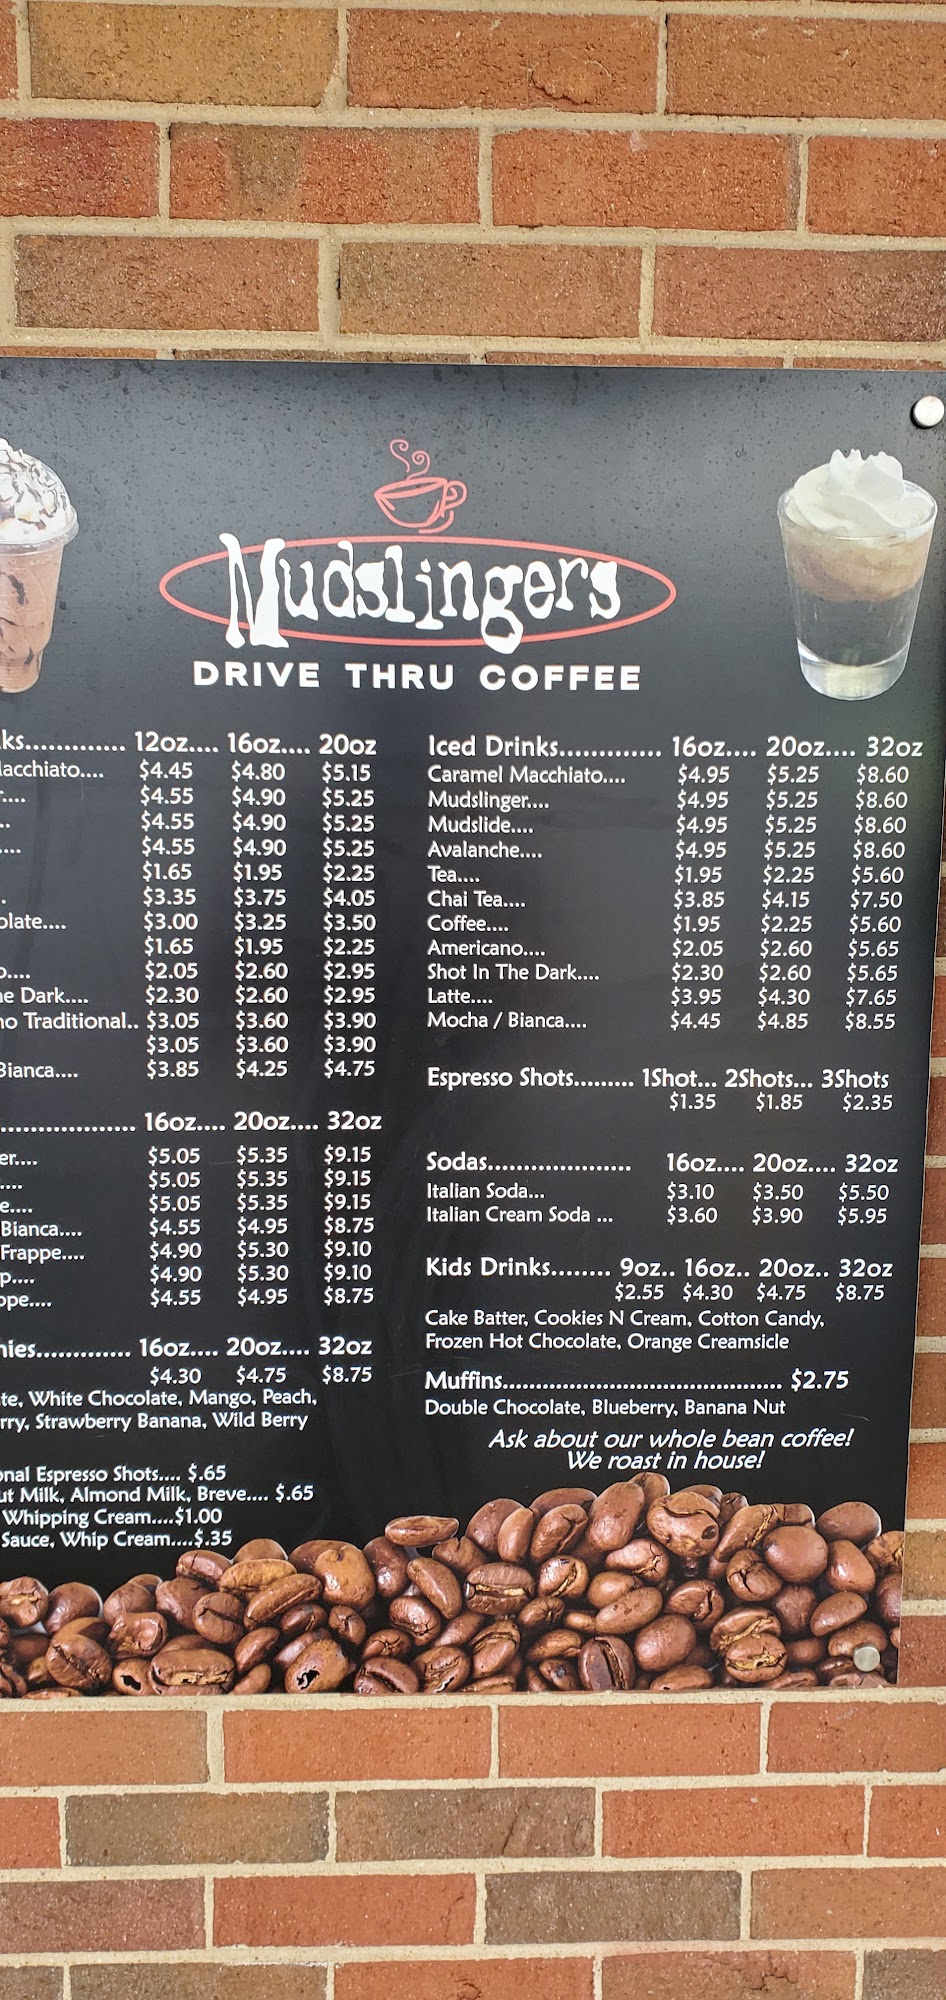 Mudslingers
DRIVE THRU COFFEE
............. 12oz.... 16oz.... 20oz
.... $4.45 $4.80 $5.15
.... $4.55 $4.90 $5.25
.. $4.55 $4.90 $5.25
.... $4.55 $4.90 $5.25
$1.65 $1.95 $2.25
. $3.35 $3.75 $4.05
.... $3.00 $3.25 $3.50
$1.65 $1.95 $2.25
.... $2.05 $2.60 $2.95
Dark.... $2.30 $2.60 $2.95
Traditional.. $3.05 $3.60 $3.90
$3.05 $3.60 $3.90
Bianca.... $3.85 $4.25 $4.75
................... 16oz.... 20oz.... 32oz
.... $5.05 $5.35 $9.15
.... $5.05 $5.35 $9.15
.... $5.05 $5.35 $9.15
Bianca.... $4.55 $4.95 $8.75
Frappe.... $4.90 $5.30 $9.10
.... $4.90 $5.30 $9.10
.... $4.55 $4.95 $8.75
............. 16oz.... 20oz.... 32oz
$4.30 $4.75 $8.75
White Chocolate, Mango, Peach,
Strawberry Banana, Wild Berry
Espresso Shots.... $.65
Milk, Almond Milk, Breve.... $.65
Whipping Cream....$1.00
Sauce, Whip Cream....$.35
Iced Drinks............. 16oz.... 20oz.... 32oz
Caramel Macchiato.... $4.95 $5.25 $8.60
Mudslinger.... $4.95 $5.25 $8.60
Mudslide.... $4.95 $5.25 $8.60
Avalanche.... $4.95 $5.25 $8.60
Tea.... $1.95 $2.25 $5.60
Chai Tea.... $3.85 $4.15 $7.50
Coffee.... $1.95 $2.25 $5.60
Americano.... $2.05 $2.60 $5.65
Shot In The Dark.... $2.30 $2.60 $5.65
Latte.... $3.95 $4.30 $7.65
Mocha / Bianca.... $4.45 $4.85 $8.55
Espresso Shots......... 1Shot... 2Shots... 3Shots
$1.35 $1.85 $2.35
Sodas..................... 16oz.... 20oz.... 32oz
Italian Soda... $3.10 $3.50 $5.50
Italian Cream Soda ... $3.60 $3.90 $5.95
Kids Drinks........ 9oz.. 16oz.. 20oz.. 32oz
$2.55 $4.30 $4.75 $8.75
Cake Batter, Cookies N Cream, Cotton Candy,
Frozen Hot Chocolate, Orange Creamsicle
Muffins.......................................... $2.75
Double Chocolate, Blueberry, Banana Nut
Ask about our whole bean coffee!
We roast in house!